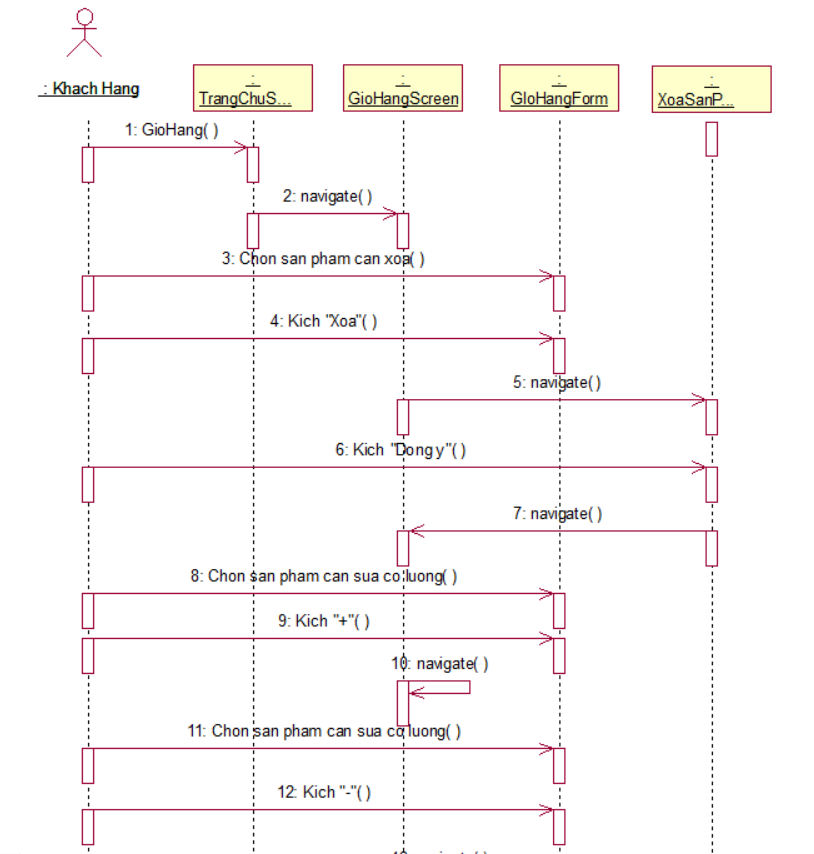 : Khach Hang
:
TrangChuS...
:
GioHangScreen
:
GIoHangForm
:
XoaSanP...
1: GioHang( )
2: navigate( )
3: Chon san pham can xoa( )
4: Kich "Xoa"( )
5: navigate( )
6: Kich "Dong y"( )
7: navigate( )
8: Chon san pham can sua co luong( )
9: Kich "+"( )
10: navigate( )
11: Chon san pham can sua co luong( )
12: Kich "-"( )